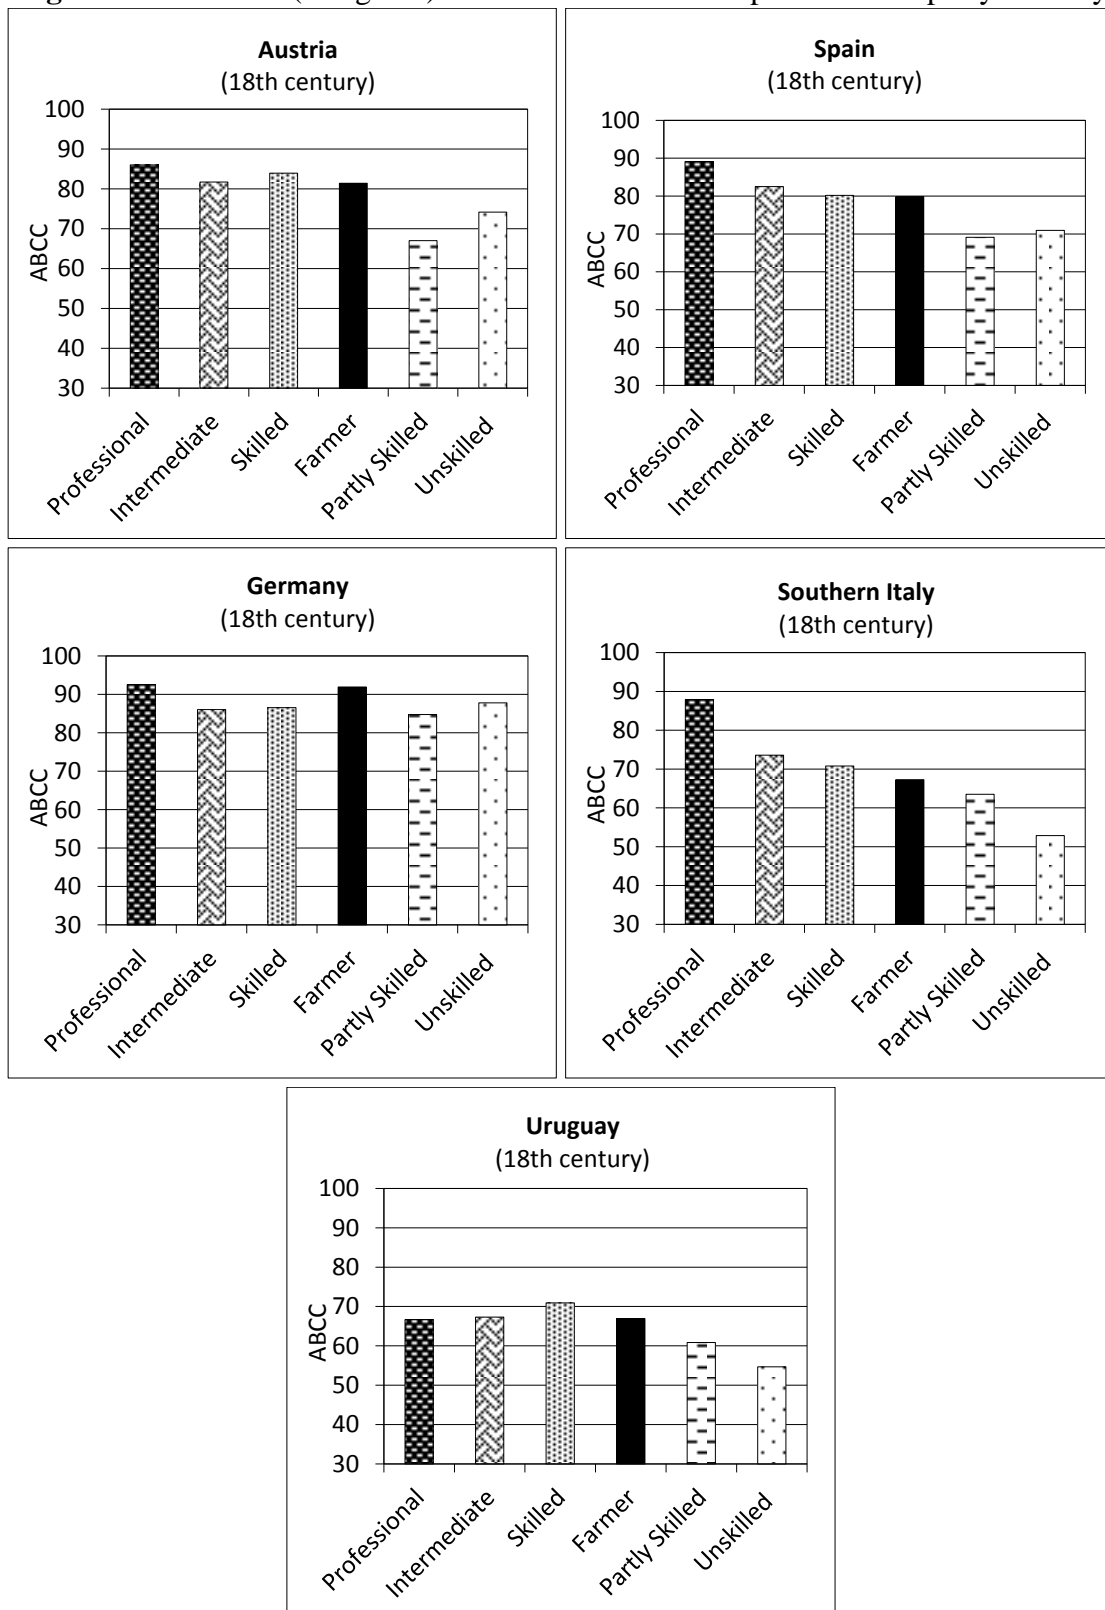 Austria
(18th century)
100
90
80
70
60
50
40
30
ABCC
Professional
Intermediate
Skilled
Farmer
Partly Skilled
Unskilled
Spain
(18th century)
100
90
80
70
60
50
40
30
ABCC
Professional
Intermediate
Skilled
Farmer
Partly Skilled
Unskilled
Germany
(18th century)
100
90
80
70
60
50
40
30
ABCC
Professional
Intermediate
Skilled
Farmer
Partly Skilled
Unskilled
Southern Italy
(18th century)
100
90
80
70
60
50
40
30
ABCC
Professional
Intermediate
Skilled
Farmer
Partly Skilled
Unskilled
Uruguay
(18th century)
100
90
80
70
60
50
40
30
ABCC
Professional
Intermediate
Skilled
Farmer
Partly Skilled
Unskilled